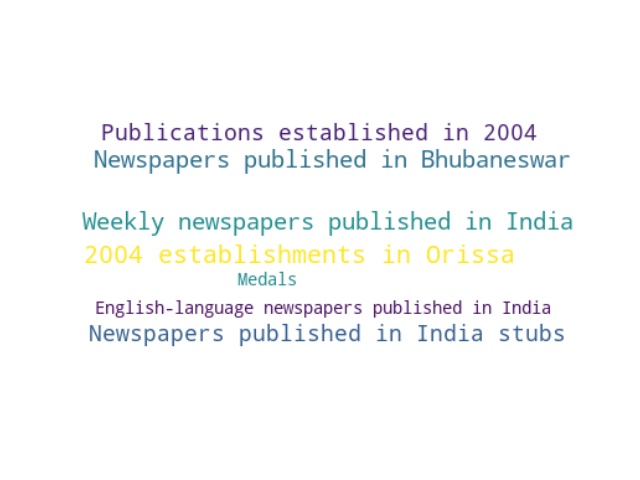 Publications established in 2004
Newspapers published in Bhubaneswar
Weekly newspapers published in India
2004 establishments in Orissa
Medals
English-language newspapers published in India
Newspapers published in India stubs